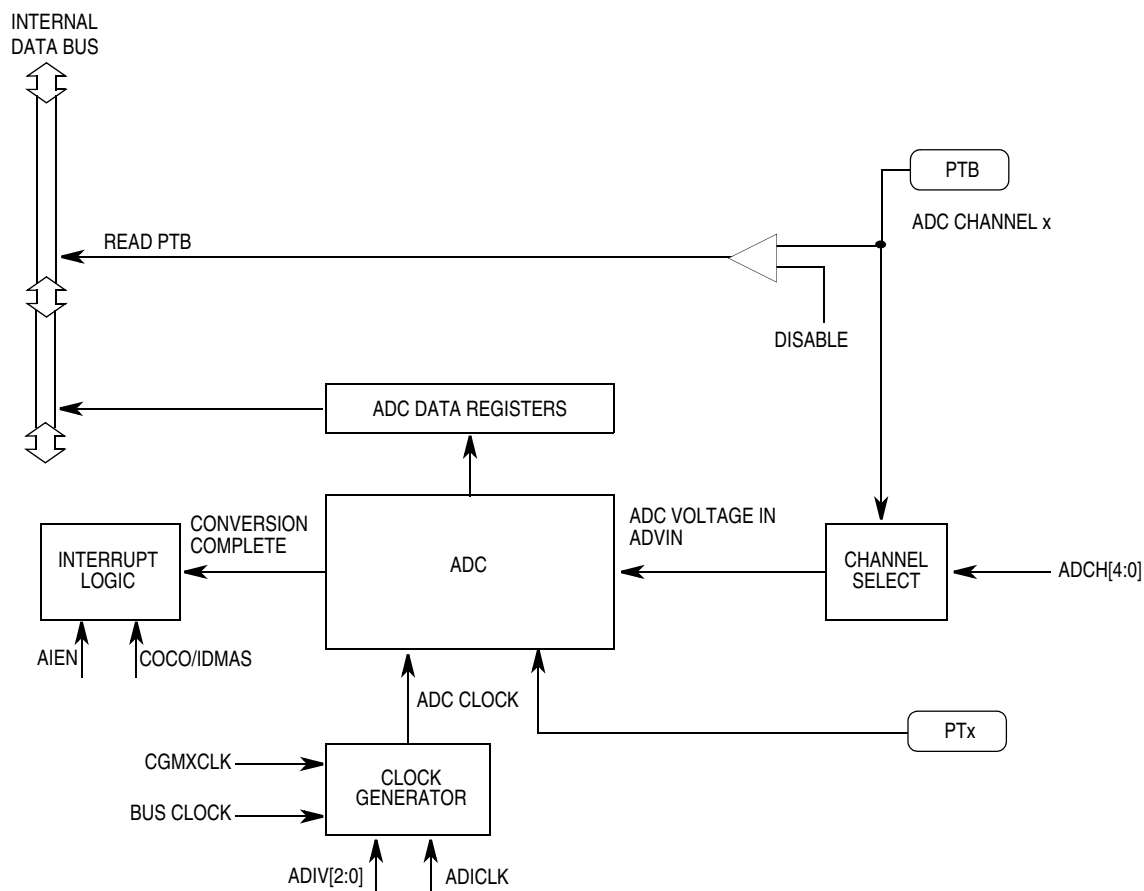 INTERNAL
DATA BUS
PTB
ADC CHANNEL x
READ PTB
DISABLE
ADC DATA REGISTERS
CONVERSION
COMPLETE
ADC VOLTAGE IN
ADVIN
INTERRUPT
LOGIC
ADC
CHANNEL
SELECT
ADCH[4:0]
AIEN
COCO/IDMAS
ADC CLOCK
PTx
CGMXCLK
CLOCK
GENERATOR
BUS CLOCK
ADIV[2:0]
ADICLK